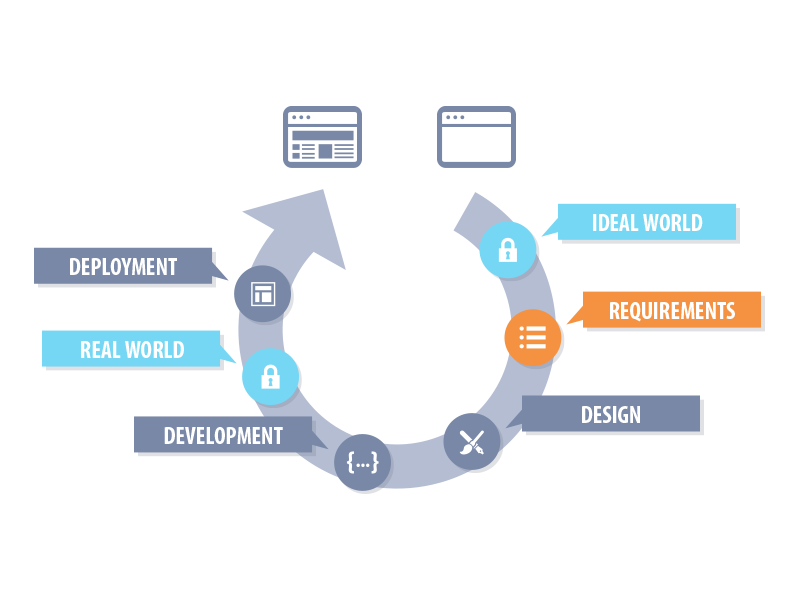 IDEAL WORLD
REQUIREMENTS
DESIGN
DEVELOPMENT
{...}
REAL WORLD
DEPLOYMENT